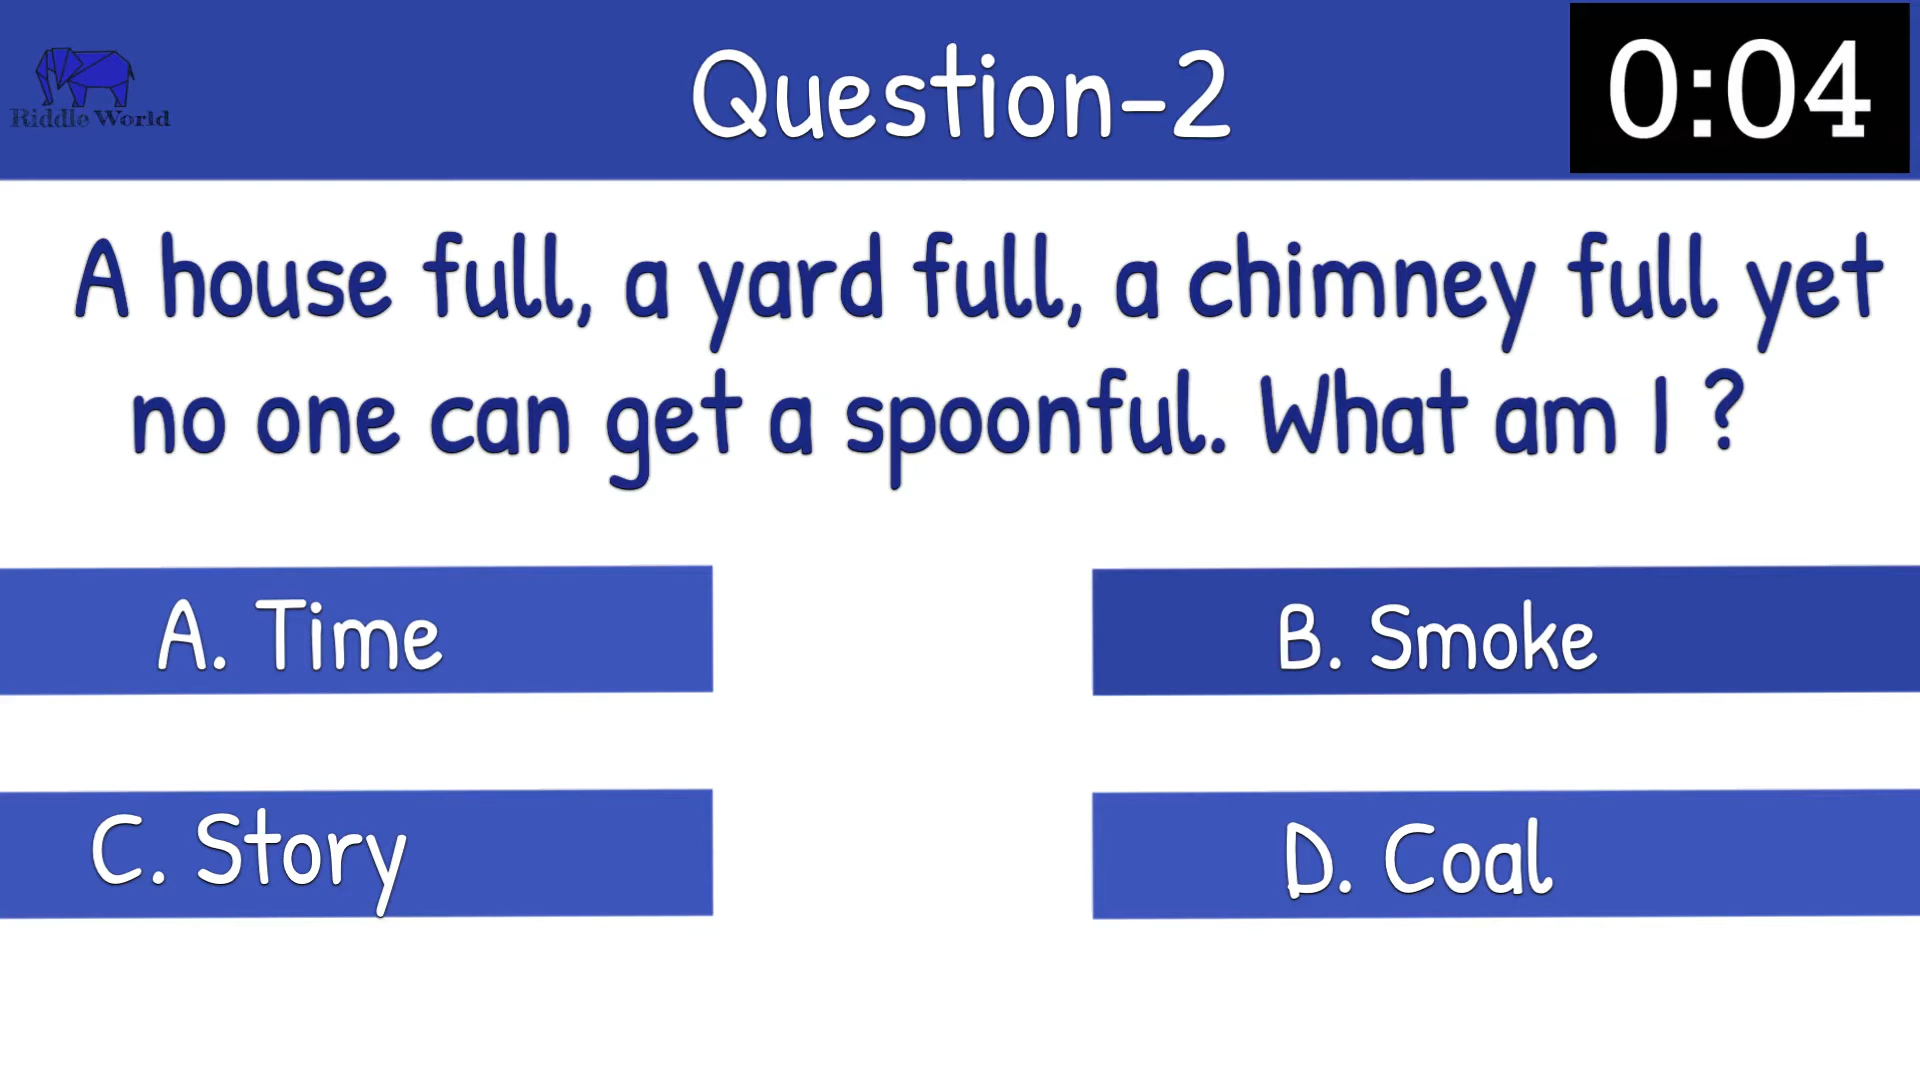 Riddle World
Question-2
0:04
A house full, a yard full, a chimney full yet
no one can get a spoonful. What am I ?
A. Time
B. Smoke
C. Story
D. Coal